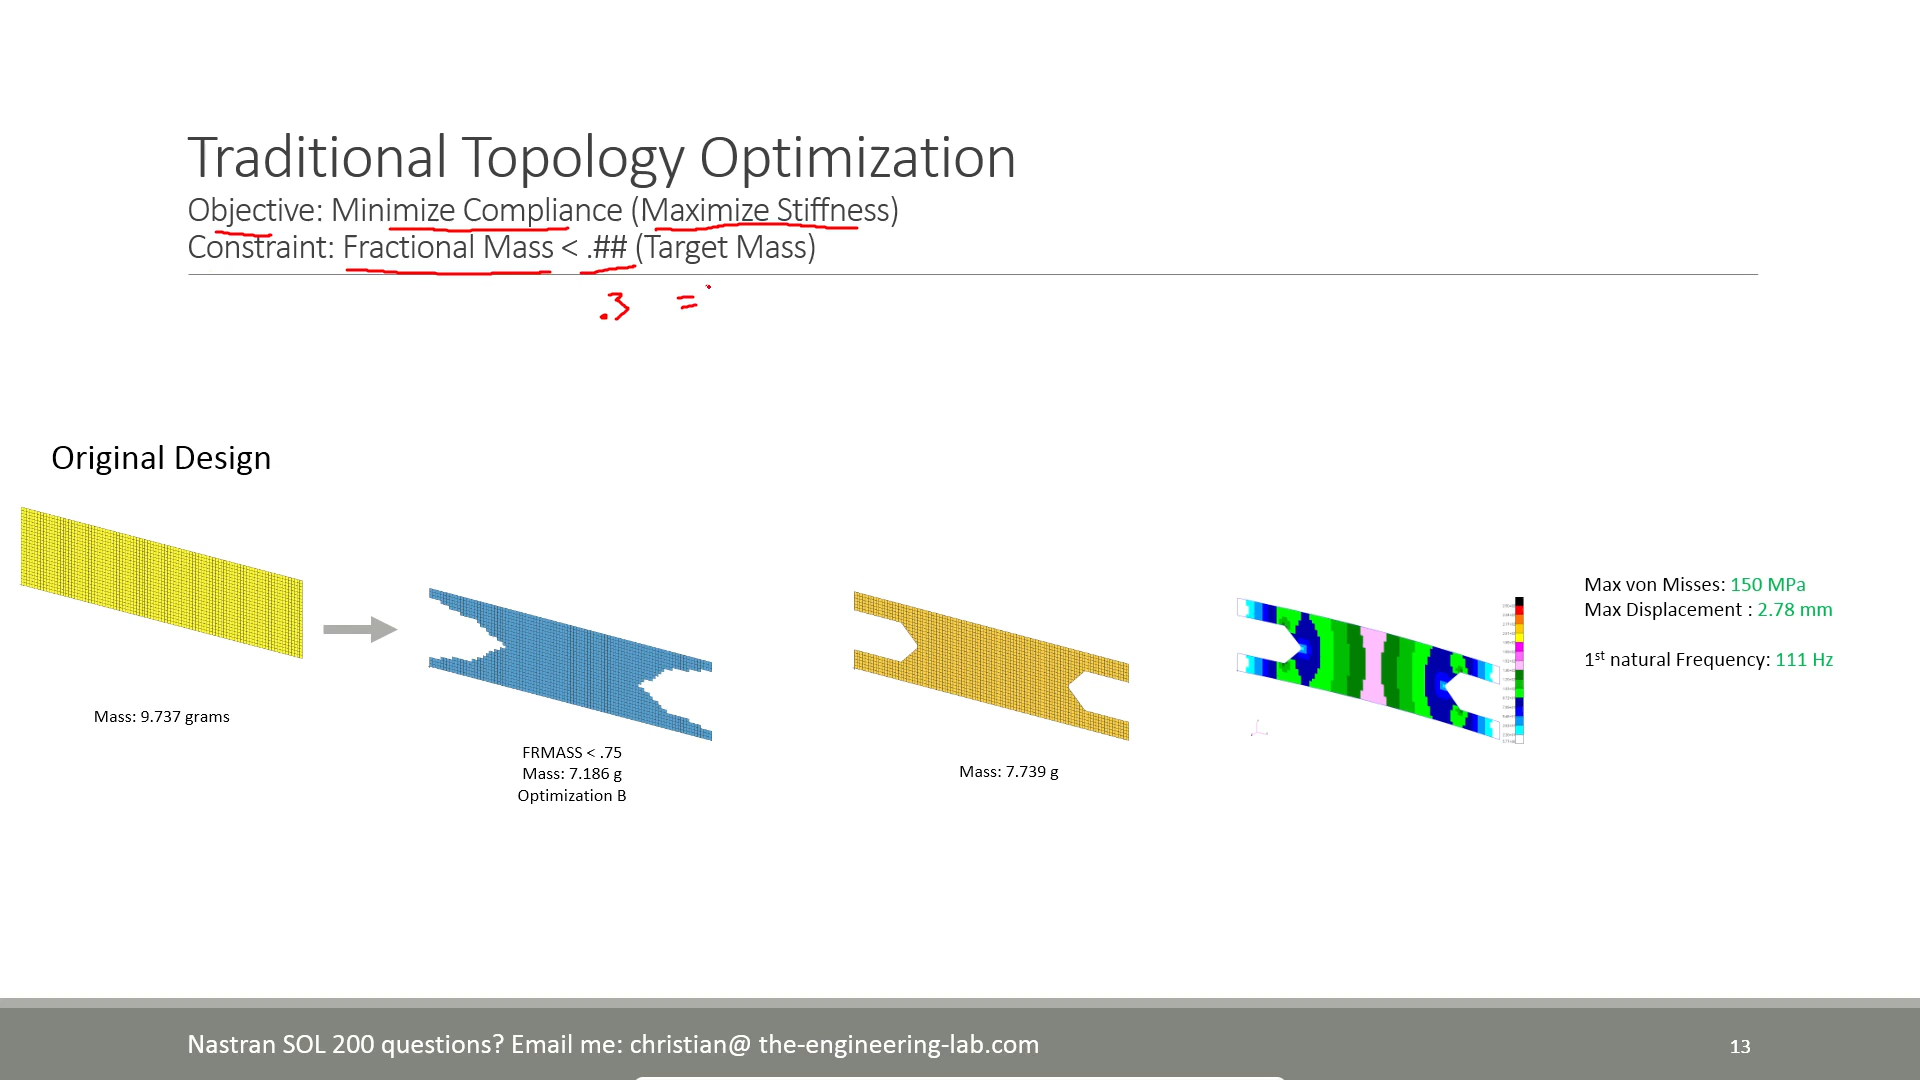 Traditional Topology Optimization
Objective: Minimize Compliance (Maximize Stiffness)
Constraint: Fractional Mass < .## (Target Mass)
.3 =
Original Design
Mass: 9.737 grams
FRMASS < .75
Mass: 7.186 g
Optimization B
Mass: 7.739 g
Max von Misses: 150 MPa
Max Displacement : 2.78 mm
1st natural Frequency: 111 Hz
Nastran SOL 200 questions? Email me: christian@ the-engineering-lab.com
13